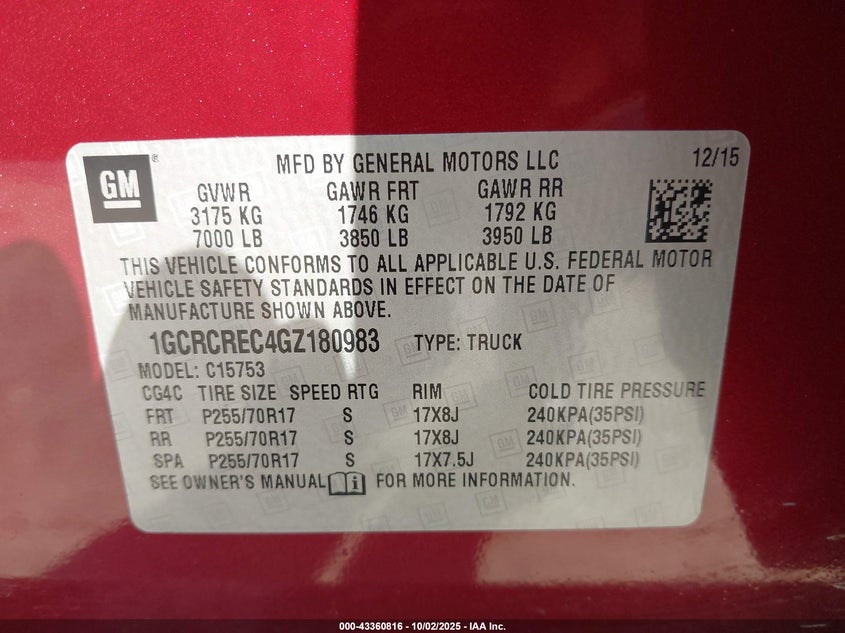 GM ® MFD BY GENERAL MOTORS LLC 12/15
GVWR GAWR FRT GAWR RR
3175 KG 1746 KG 1792 KG
7000 LB 3850 LB 3950 LB
THIS VEHICLE CONFORMS TO ALL APPLICABLE U.S. FEDERAL MOTOR
VEHICLE SAFETY STANDARDS IN EFFECT ON THE DATE OF
MANUFACTURE SHOWN ABOVE.
1GCRCREC4GZ180983 TYPE: TRUCK
MODEL: C15753
CG4C TIRE SIZE SPEED RTG RIM COLD TIRE PRESSURE
FRT P255/70R17 S 17X8J 240KPA(35PSI)
RR P255/70R17 S 17X8J 240KPA(35PSI)
SPA P255/70R17 S 17X7.5J 240KPA(35PSI)
SEE OWNER'S MANUAL i FOR MORE INFORMATION.
000-43360816 - 10/02/2025 - IAA Inc.